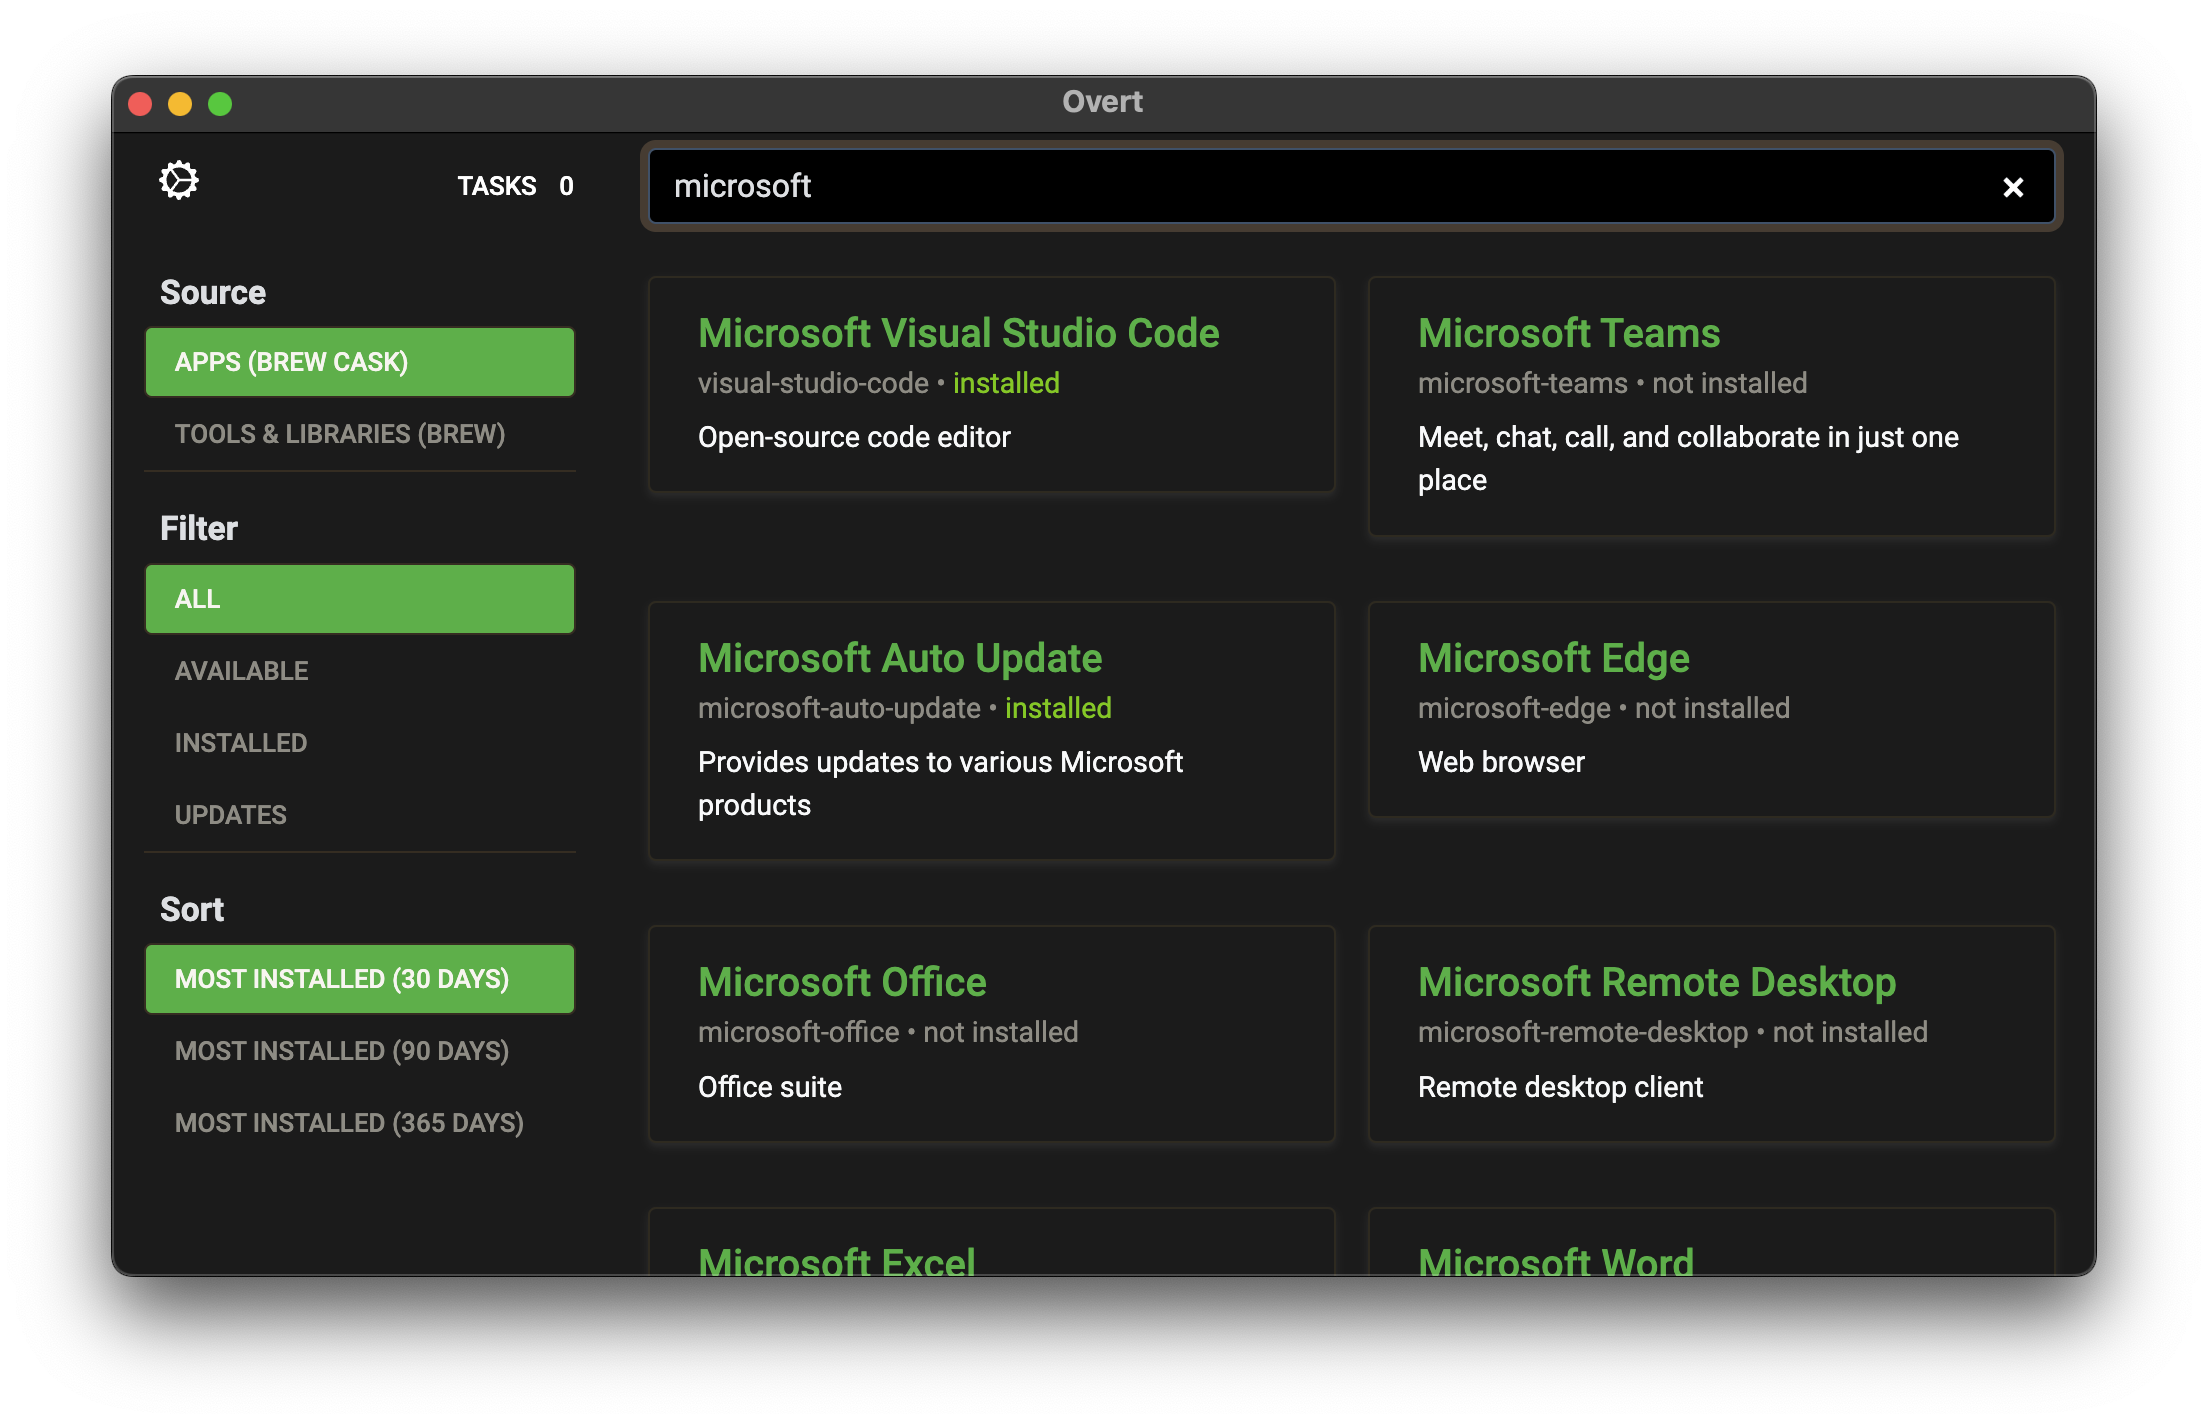 Overt
TASKS 0
microsoft
Source
APPS (BREW CASK)
TOOLS & LIBRARIES (BREW)
Filter
ALL
AVAILABLE
INSTALLED
UPDATES
Sort
MOST INSTALLED (30 DAYS)
MOST INSTALLED (90 DAYS)
MOST INSTALLED (365 DAYS)
Microsoft Visual Studio Code
visual-studio-code • installed
Open-source code editor
Microsoft Teams
microsoft-teams • not installed
Meet, chat, call, and collaborate in just one
place
Microsoft Auto Update
microsoft-auto-update • installed
Provides updates to various Microsoft
products
Microsoft Edge
microsoft-edge • not installed
Web browser
Microsoft Office
microsoft-office • not installed
Office suite
Microsoft Remote Desktop
microsoft-remote-desktop • not installed
Remote desktop client
Microsoft Excel
Microsoft Word